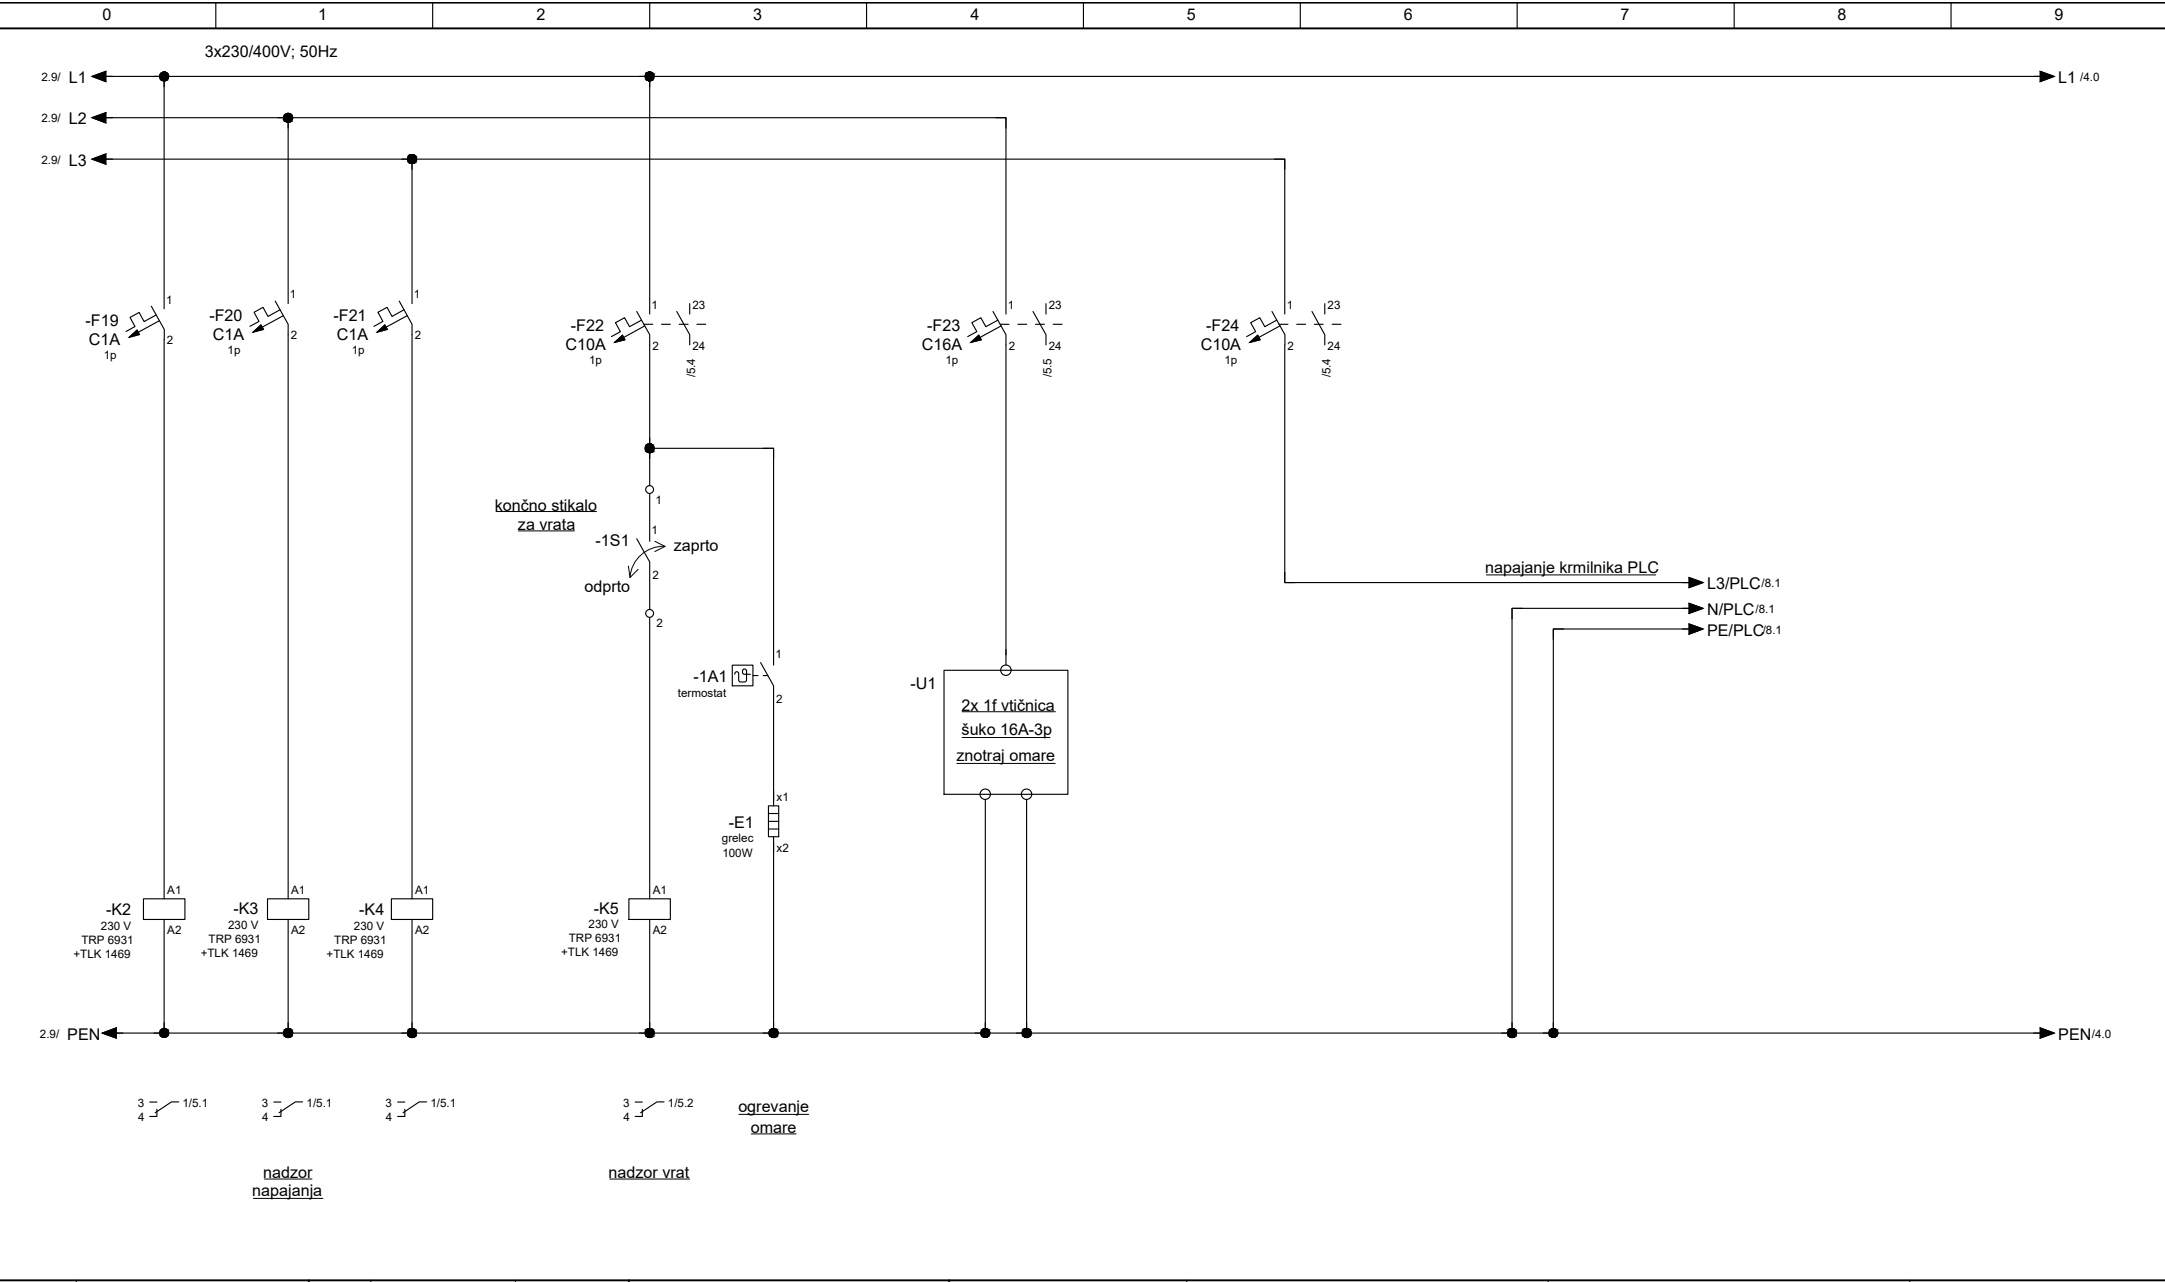 0 1 2 3 4 5 6 7 8 9
3x230/400V; 50Hz
2.9/ L1
L1 /4.0
2.9/ L2
2.9/ L3
-F19
C1A
1p
1
2
-F20
C1A
1p
1
2
-F21
C1A
1p
1
2
-F22
C10A
1p
1
2
23
24
/5.4
-F23
C16A
1p
1
2
23
24
/5.5
-F24
C10A
1p
1
2
23
24
/5.4
končno stikalo
za vrata
1
-1S1
1
2
zaprto
odprto
2
-1A1
termostat
1
2
-E1
grelec
100W
x1
x2
-U1
2x 1f vtičnica
šuko 16A-3p
znotraj omare
napajanje krmilnika PLC
L3/PLC/8.1
N/PLC/8.1
PE/PLC/8.1
-K2
230 V
TRP 6931
+TLK 1469
A1
A2
-K3
230 V
TRP 6931
+TLK 1469
A1
A2
-K4
230 V
TRP 6931
+TLK 1469
A1
A2
-K5
230 V
TRP 6931
+TLK 1469
A1
A2
2.9/ PEN
PEN/4.0
3
4
1/5.1
3
4
1/5.1
3
4
1/5.1
3
4
1/5.2
ogrevanje
omare
nadzor
napajanja
nadzor vrat